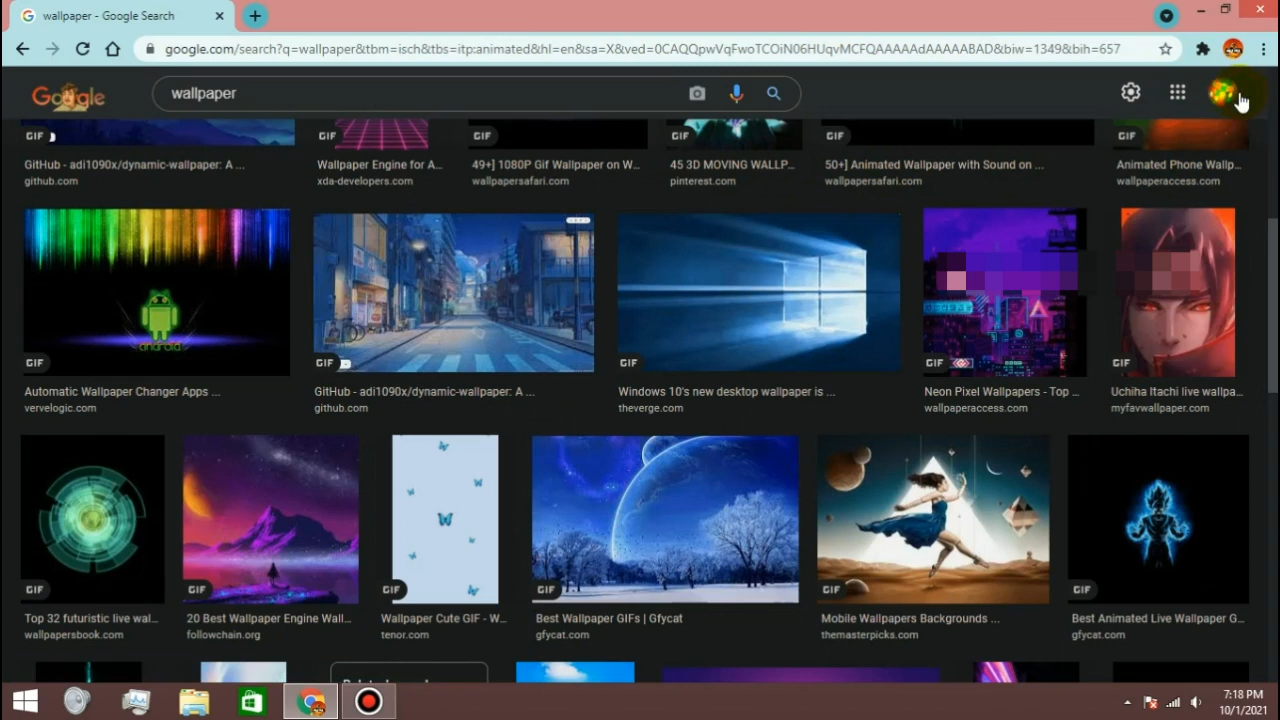 wallpaper - Google Search
google.com/search?q=wallpaper&tbm=isch&tbs=itp:animated&hl=en&sa=X&ved=0CAQQpwVqFwoTCOiN06HUqvMCFQAAAAAdAAAAABAD&biw=1349&bih=657
Google
wallpaper
GIF GIF GIF GIF GIF GIF
GitHub - adi1090x/dynamic-wallpaper: A ... Wallpaper Engine for A... 49+] 1080P Gif Wallpaper on W... 45 3D MOVING WALLP... 50+] Animated Wallpaper with Sound on ... Animated Phone Wallp...
github.com xda-developers.com wallpapersafari.com pinterest.com wallpapersafari.com wallpaperaccess.com
android
GIF GIF GIF GIF GIF
Automatic Wallpaper Changer Apps ... GitHub - adi1090x/dynamic-wallpaper: A ... Windows 10's new desktop wallpaper is ... Neon Pixel Wallpapers - Top ... Uchiha Itachi live wallpa...
vervelogic.com github.com theverge.com wallpaperaccess.com myfavwallpaper.com
GIF GIF GIF GIF GIF GIF
Top 32 futuristic live wal... 20 Best Wallpaper Engine Wall... Wallpaper Cute GIF - W... Best Wallpaper GIFs | Gfycat Mobile Wallpapers Backgrounds ... Best Animated Live Wallpaper G...
wallpapersbook.com followchain.org tenor.com gfycat.com themasterpicks.com gfycat.com
7:18 PM
10/1/2021